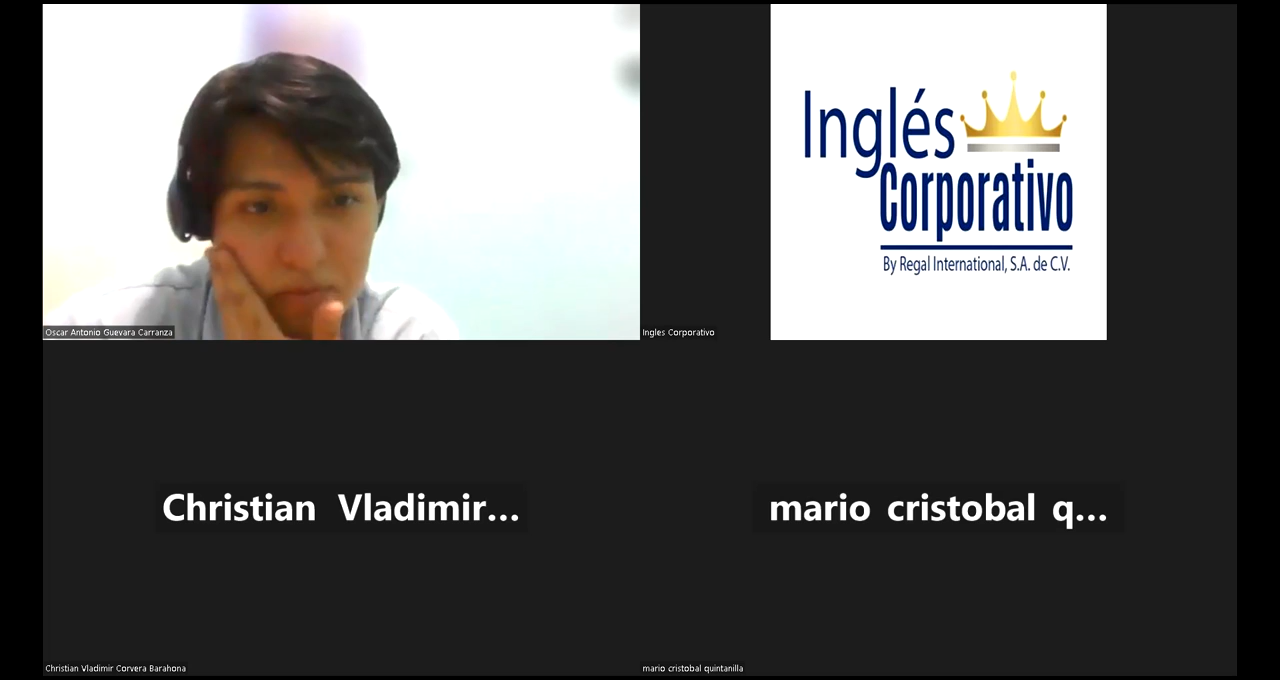 Inglés
Corporativo
By Regal International, S.A. de C.V.
Oscar Antonio Guevara Carranza
Ingles Corporativo
Christian Vladimir...
mario cristobal q...
Christian Vladimir Corvera Barahona
mario cristobal quintanilla